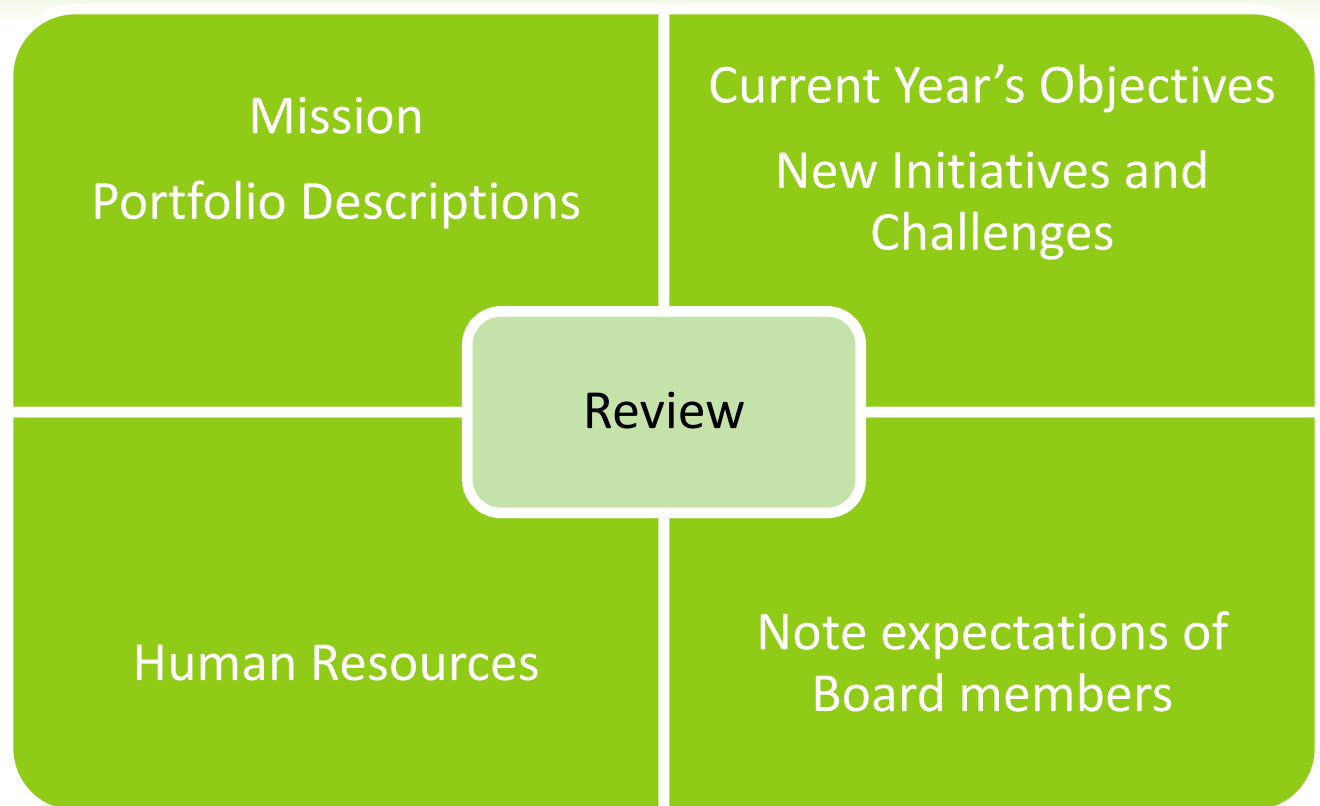 Mission
Portfolio Descriptions
Current Year’s Objectives
New Initiatives and
Challenges
Review
Human Resources
Note expectations of
Board members